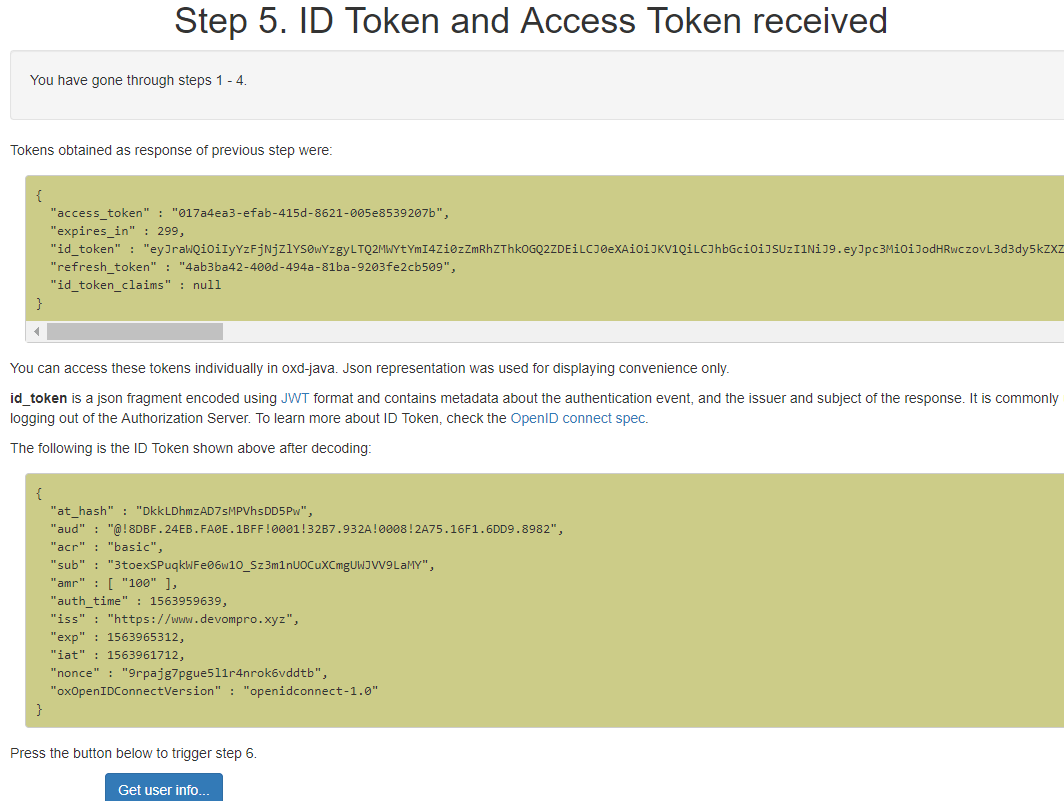 Step 5. ID Token and Access Token received
You have gone through steps 1 - 4.
Tokens obtained as response of previous step were:
{
"access_token" : "017a4ea3-efab-415d-8621-005e8539207b",
"expires_in" : 299,
"id_token" : "eyJraWQiOiIyYzFjNjZlYS0wYzgyLTQ2MWYtYmI4Zi0zZmRhZThkOGQ2ZDEiLCJ0eXAiOiJKV1QiLCJhbGciOiJSUzI1NiJ9.eyJpc3MiOiJodHRwczovL3d3dy5kZXZ
"refresh_token" : "4ab3ba42-400d-494a-81ba-9203fe2cb509",
"id_token_claims" : null
}
You can access these tokens individually in oxd-java. Json representation was used for displaying convenience only.
id_token is a json fragment encoded using JWT format and contains metadata about the authentication event, and the issuer and subject of the response. It is commonly
logging out of the Authorization Server. To learn more about ID Token, check the OpenID connect spec.
The following is the ID Token shown above after decoding:
{
"at_hash" : "DkkLDhmzAD7sMPVhsDD5Pw",
"aud" : "@!8DBF.24EB.FA0E.1BFF!0001!32B7.932A!0008!2A75.16F1.6DD9.8982",
"acr" : "basic",
"sub" : "3toexSPuqkWFe06w1O_Sz3m1nUOCuXCmgUWJVV9LaMY",
"amr" : [ "100" ],
"auth_time" : 1563959639,
"iss" : "https://www.devompro.xyz",
"exp" : 1563965312,
"iat" : 1563961712,
"nonce" : "9rpajg7pgue5l1r4nrok6vddtb",
"oxOpenIDConnectVersion" : "openidconnect-1.0"
}
Press the button below to trigger step 6.
Get user info...